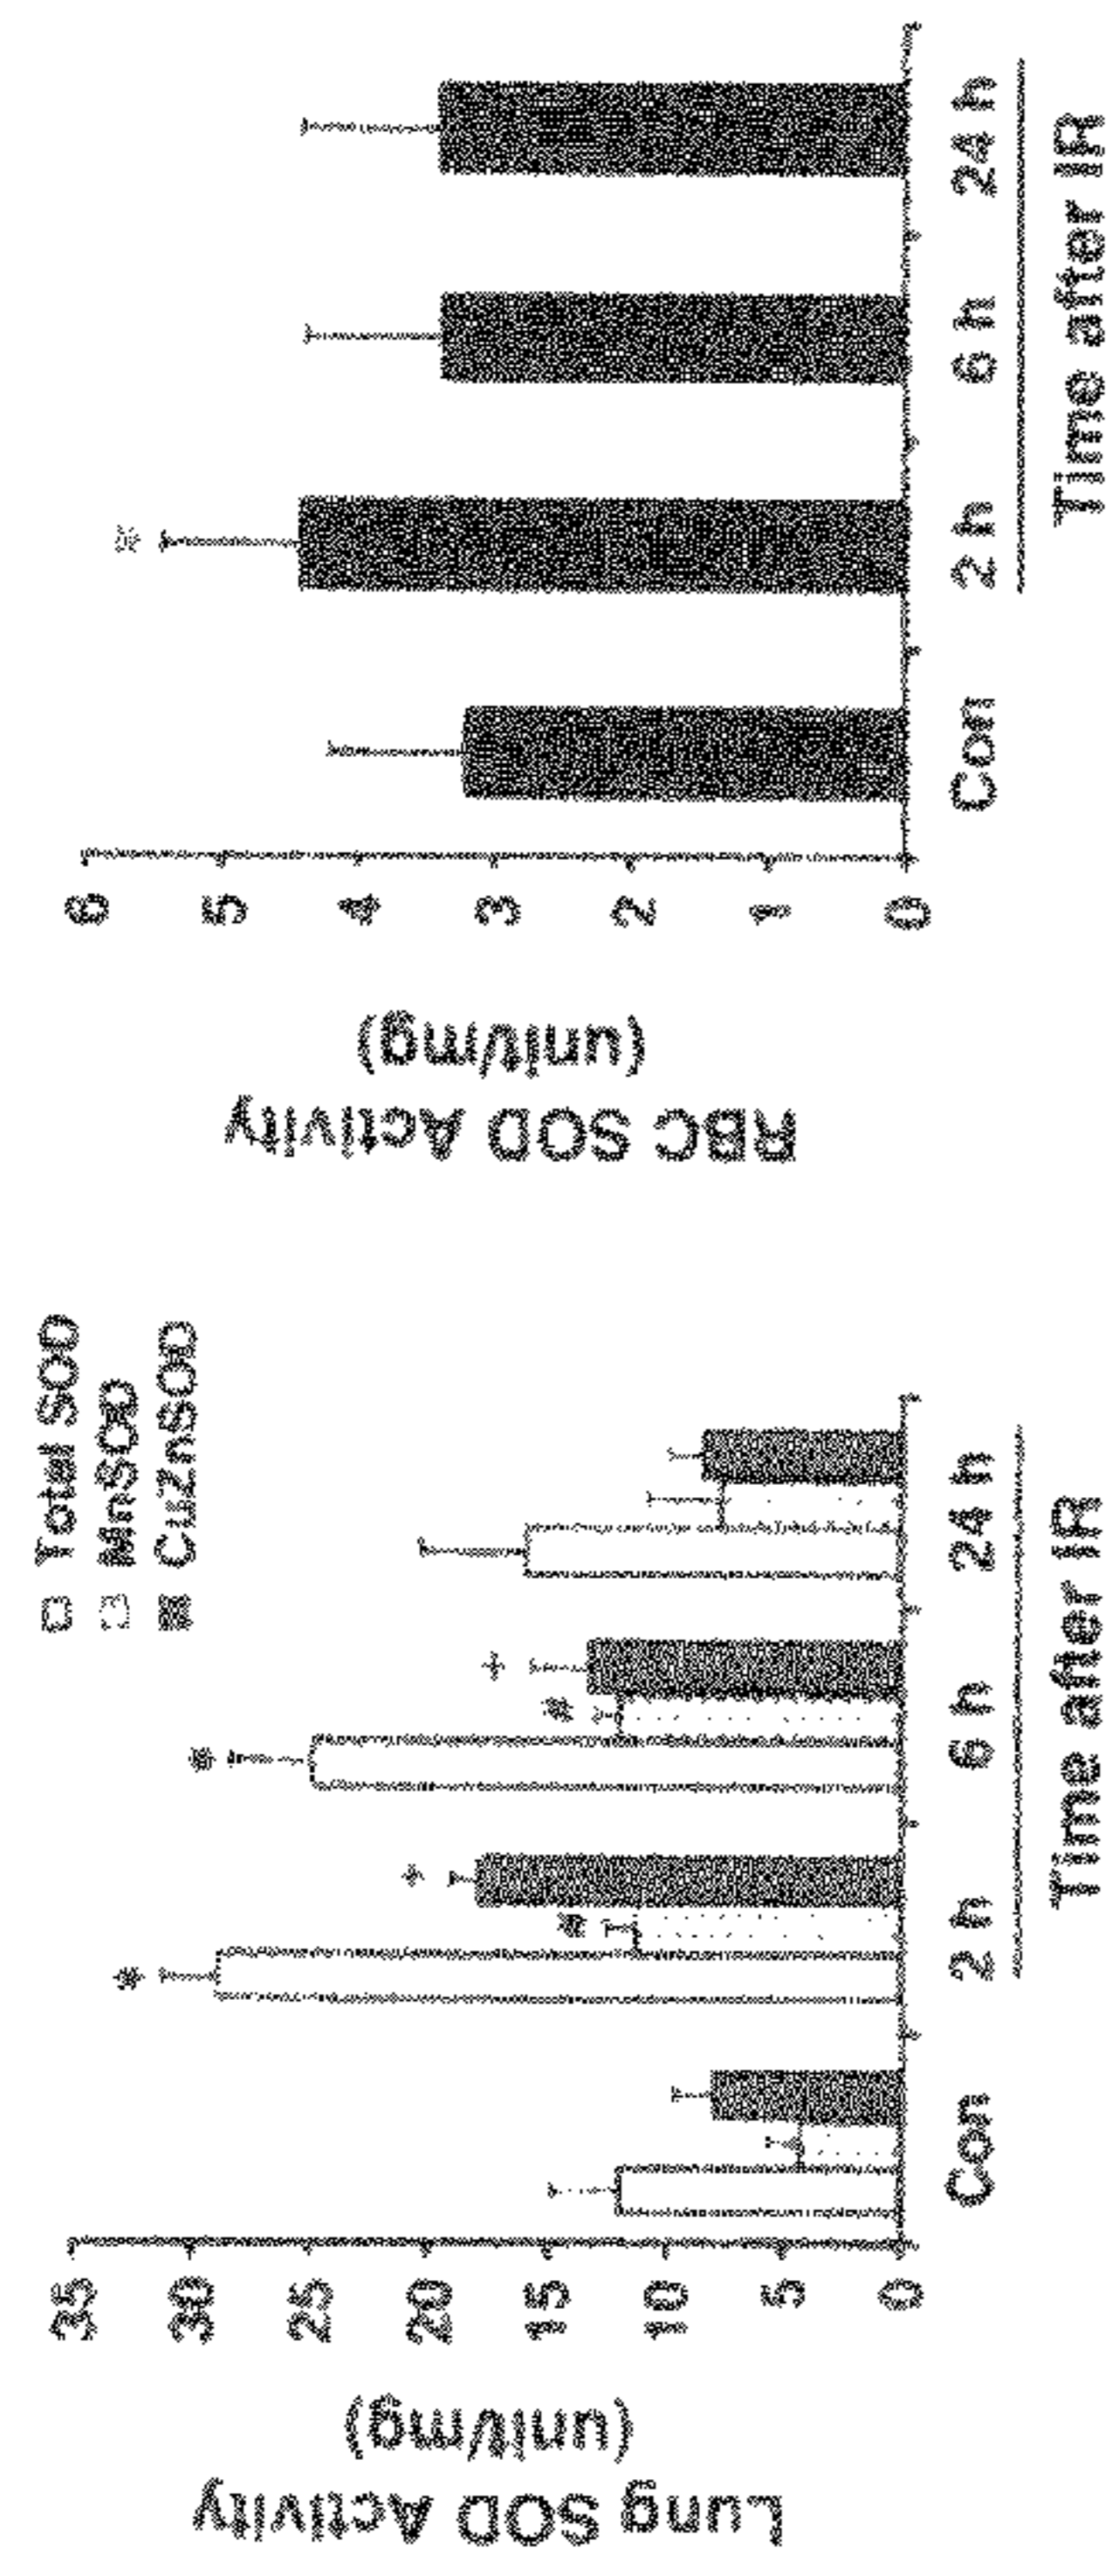 Lung SOD Activity
(unit/mg)
35
30
25
20
15
10
5
0
Total SOD
MnSOD
CuZnSOD
*
#
+
*
#
+
Con
2 h
6 h
24 h
Time after IR
RBC SOD Activity
(unit/mg)
6
5
4
3
2
1
0
*
Con
2 h
6 h
24 h
Time after IR